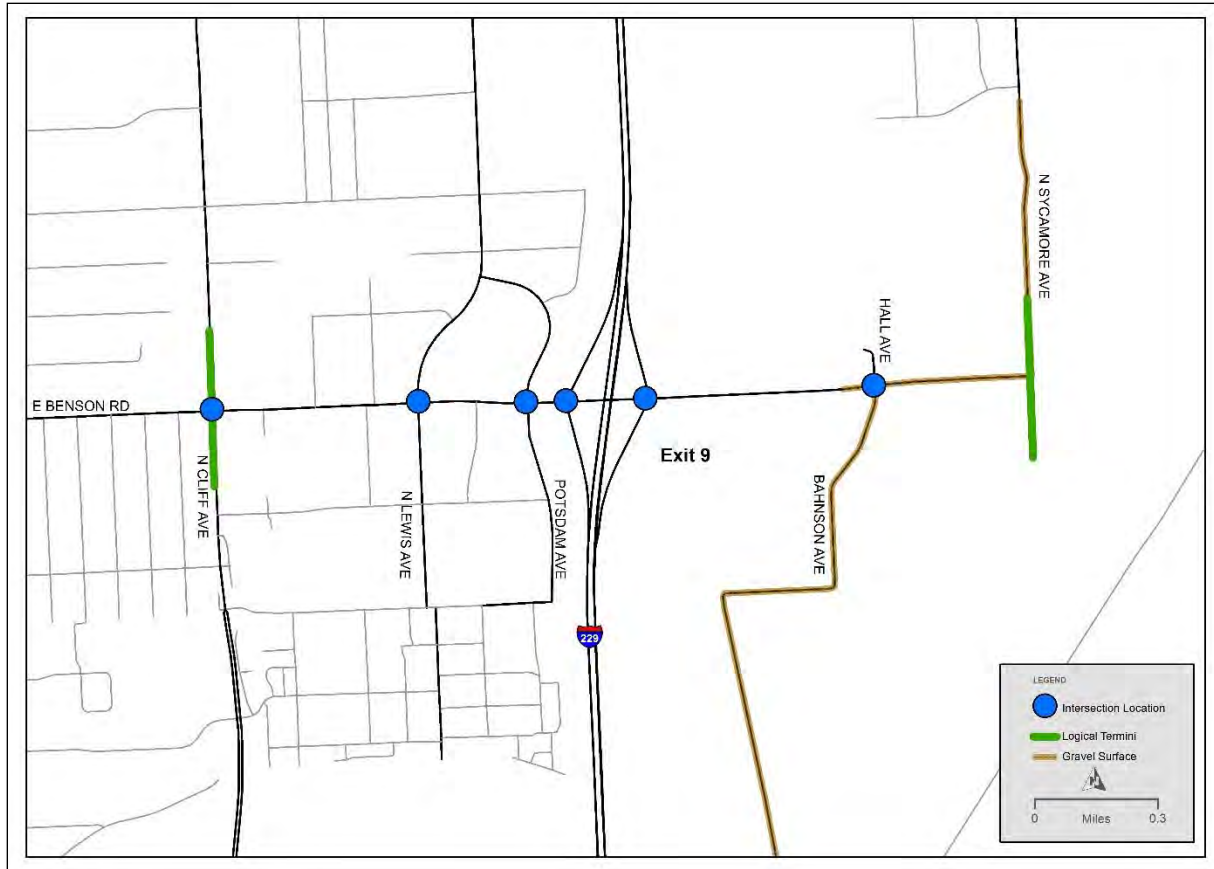 N SYCAMORE AVE
HALL AVE
E BENSON RD
Exit 9
N CLIFF AVE
N LEWIS AVE
POTSDAM AVE
BAHNSON AVE
229
LEGEND
Intersection Location
Logical Termini
Gravel Surface
N
0 Miles 0.3